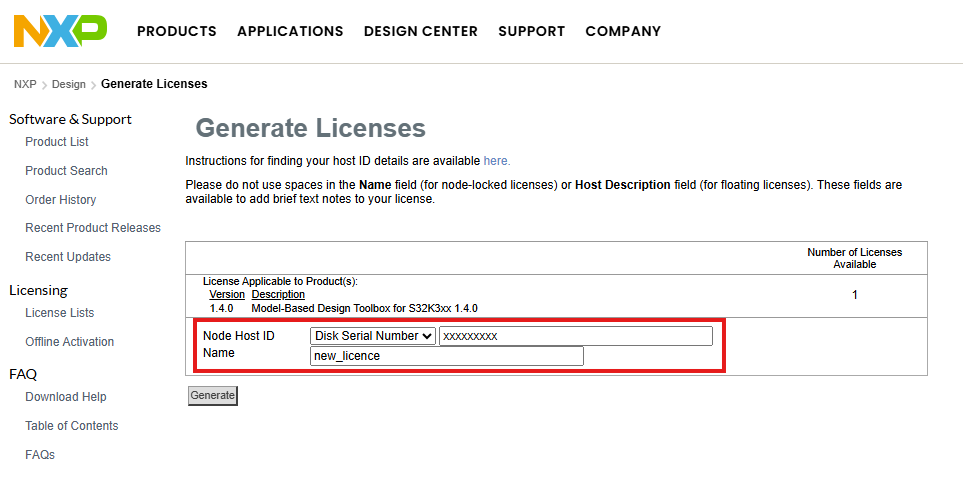 NXP
PRODUCTS APPLICATIONS DESIGN CENTER SUPPORT COMPANY
NXP > Design > Generate Licenses
Software & Support
Product List
Product Search
Order History
Recent Product Releases
Recent Updates
Licensing
License Lists
Offline Activation
FAQ
Download Help
Table of Contents
FAQs
Generate Licenses
Instructions for finding your host ID details are available here.
Please do not use spaces in the Name field (for node-locked licenses) or Host Description field (for floating licenses). These fields are
available to add brief text notes to your license.
Number of Licenses
Available
License Applicable to Product(s):
Version Description
1.4.0 Model-Based Design Toolbox for S32K3xx 1.4.0
1
Node Host ID Disk Serial Number xxxxxxxxx
Name new_licence
Generate